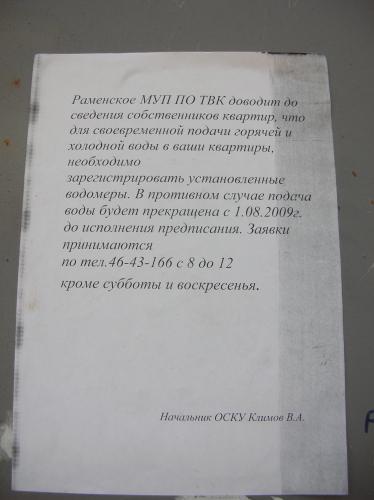 Раменское МУП ПО ТВК доводит до
сведения собственников квартир, что
для своевременной подачи горячей и
холодной воды в ваши квартиры,
необходимо
зарегистрировать установленные
водомеры. В противном случае подача
воды будет прекращена с 1.08.2009г.
до исполнения предписания. Заявки
принимаются
по тел.46-43-166 с 8 до 12
кроме субботы и воскресенья.
Начальник ОСКУ Климов В.А.